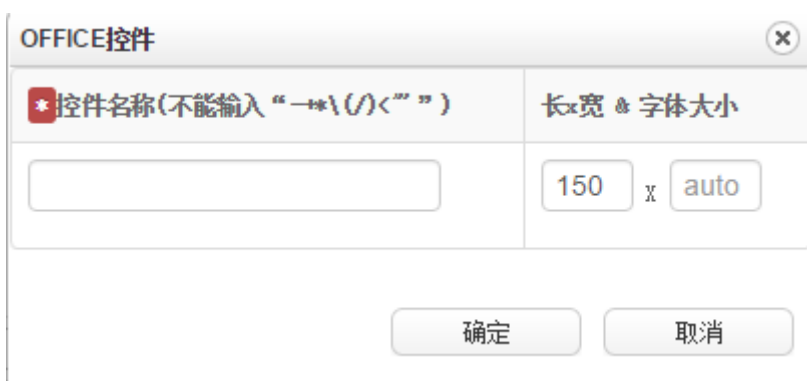 OFFICE控件
*控件名称(不能输入“一+*\(/)<'"”)
长x宽 & 字体大小
150 x auto
确定
取消